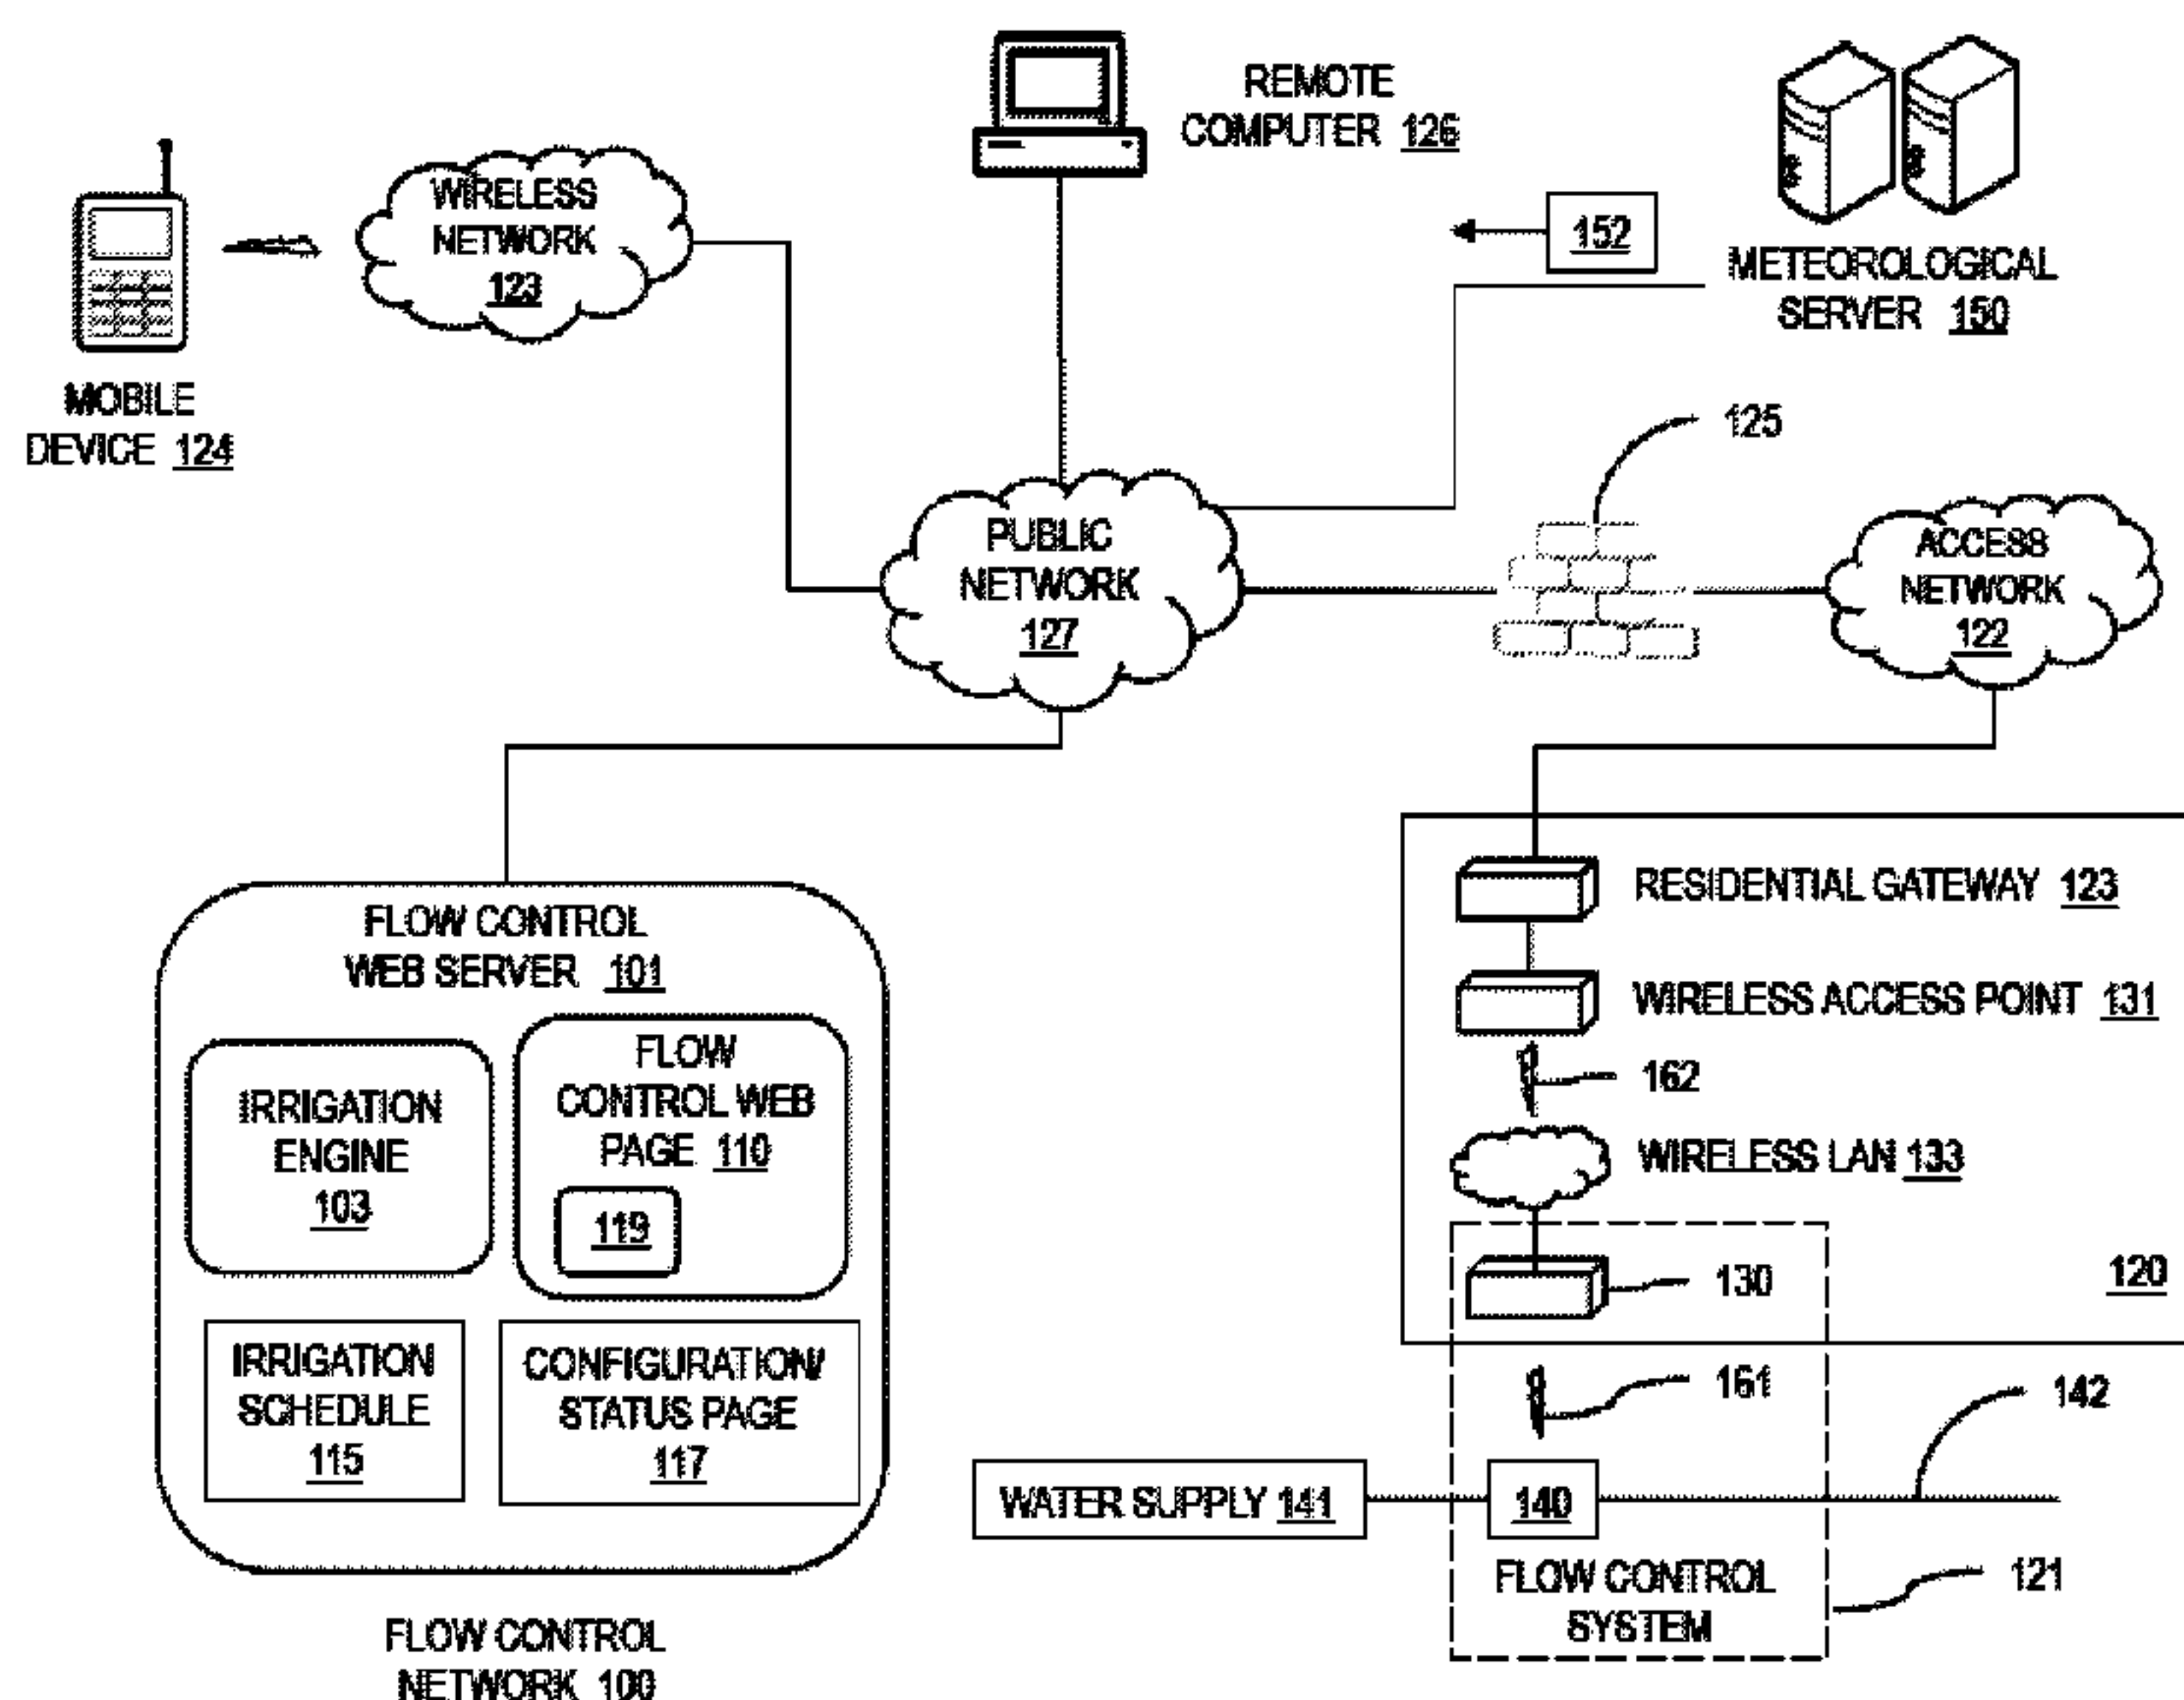 REMOTE
COMPUTER 126
WIRELESS
NETWORK
123
152
METEOROLOGICAL
SERVER 150
MOBILE
DEVICE 124
125
PUBLIC
NETWORK
127
ACCESS
NETWORK
122
FLOW CONTROL
WEB SERVER 101
IRRIGATION
ENGINE
103
FLOW
CONTROL WEB
PAGE 110
119
IRRIGATION
SCHEDULE
115
CONFIGURATION/
STATUS PAGE
117
FLOW CONTROL
NETWORK 100
RESIDENTIAL GATEWAY 123
WIRELESS ACCESS POINT 131
162
WIRELESS LAN 133
130
120
161
142
WATER SUPPLY 141
140
FLOW CONTROL
SYSTEM
121